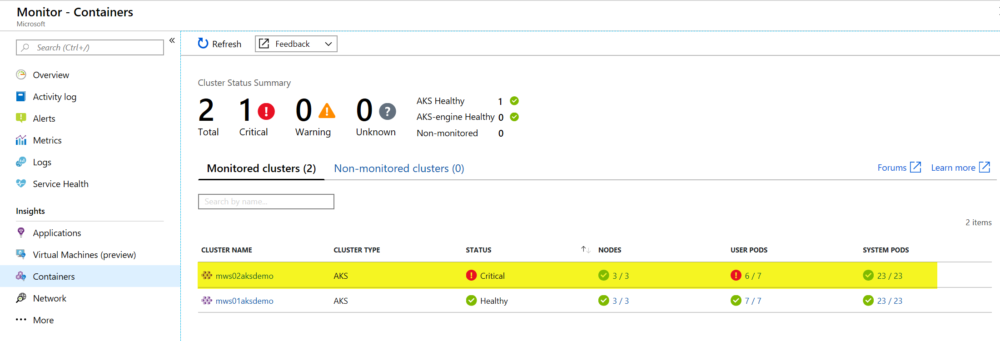 Monitor - Containers
Microsoft
Search (Ctrl+/)
«
Overview
Activity log
Alerts
Metrics
Logs
Service Health
Insights
Applications
Virtual Machines (preview)
Containers
Network
More
Refresh
Feedback
Cluster Status Summary
2 1 0 0
Total Critical Warning Unknown
AKS Healthy 1
AKS-engine Healthy 0
Non-monitored 0
Monitored clusters (2) Non-monitored clusters (0) Forums Learn more
Search by name...
2 items
CLUSTER NAME CLUSTER TYPE STATUS NODES USER PODS SYSTEM PODS
mws02aksdemo AKS Critical 3 / 3 6 / 7 23 / 23
mws01aksdemo AKS Healthy 3 / 3 7 / 7 23 / 23